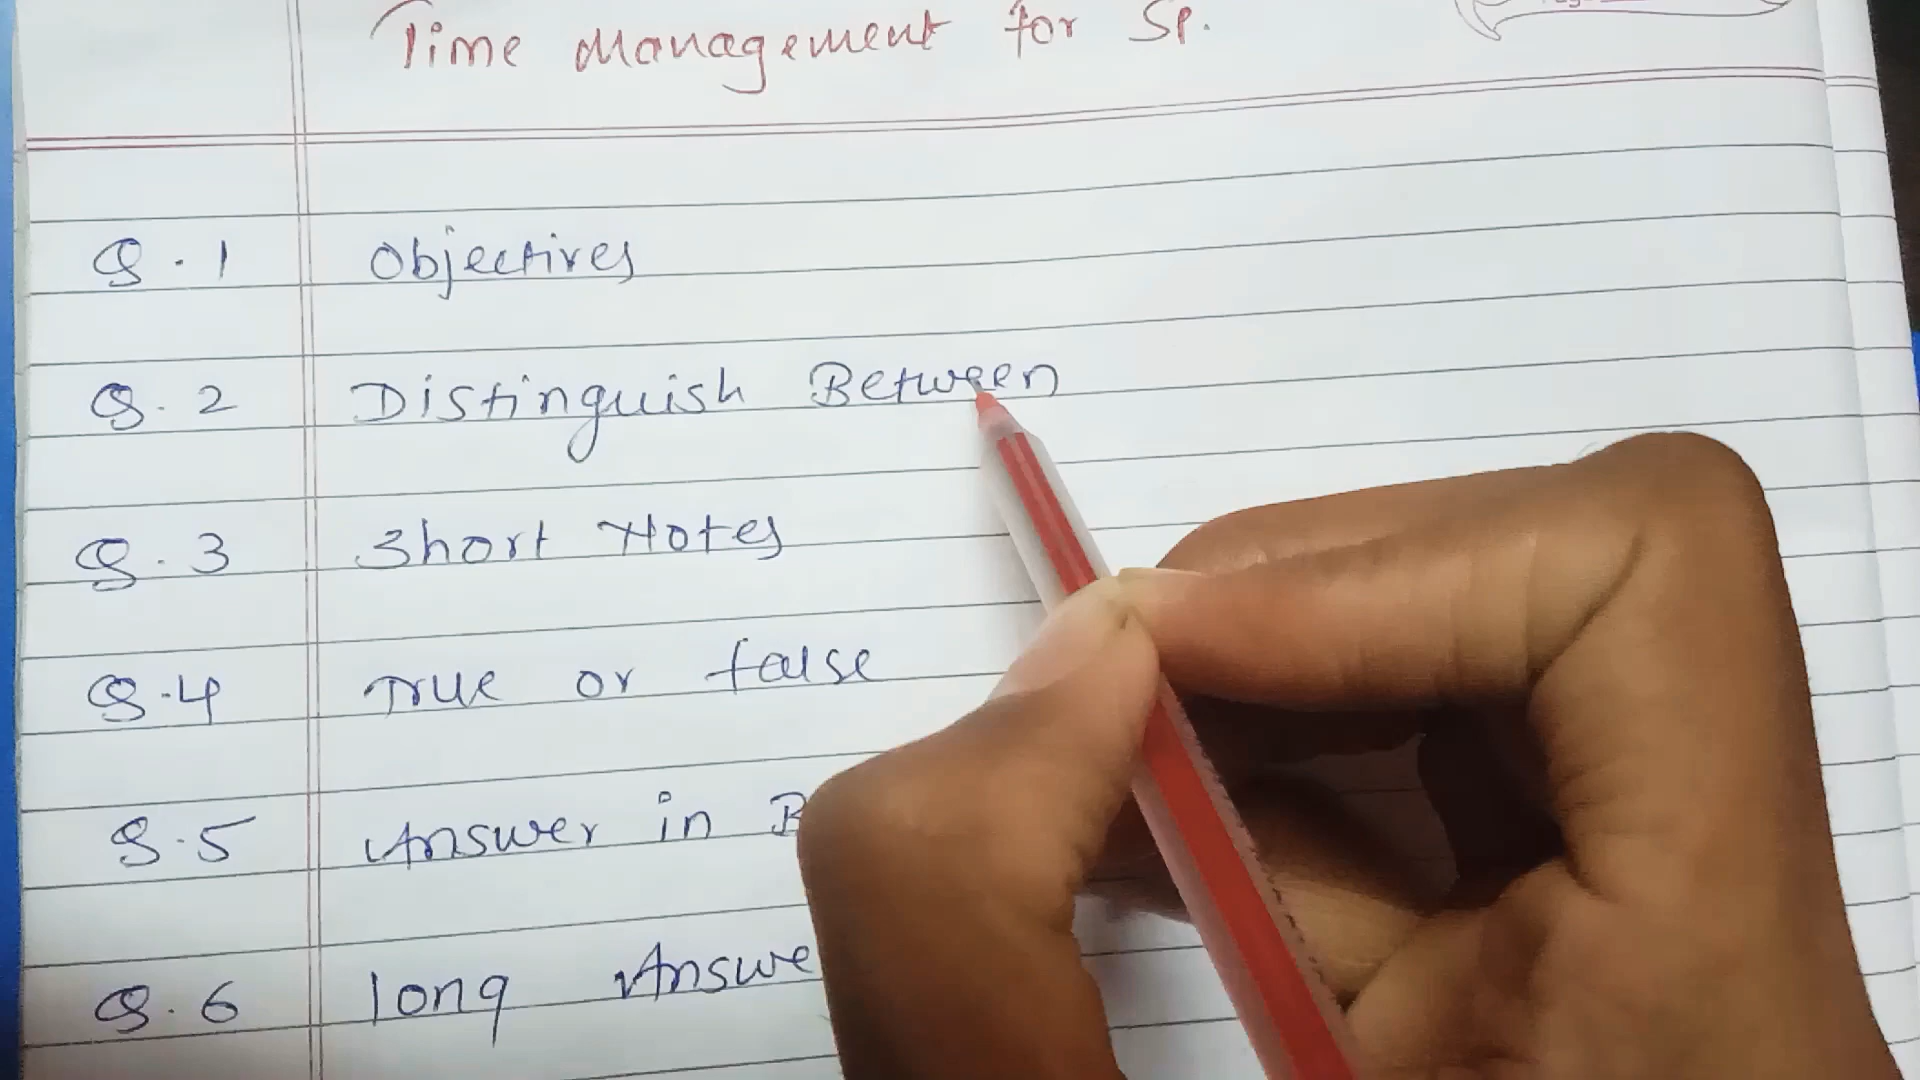 Time Management for Sp.
Q.1 Objectives
Q.2 Distinguish Between
Q.3 Short Notes
Q.4 True or false
Q.5 Answer in B
Q.6 long Answe